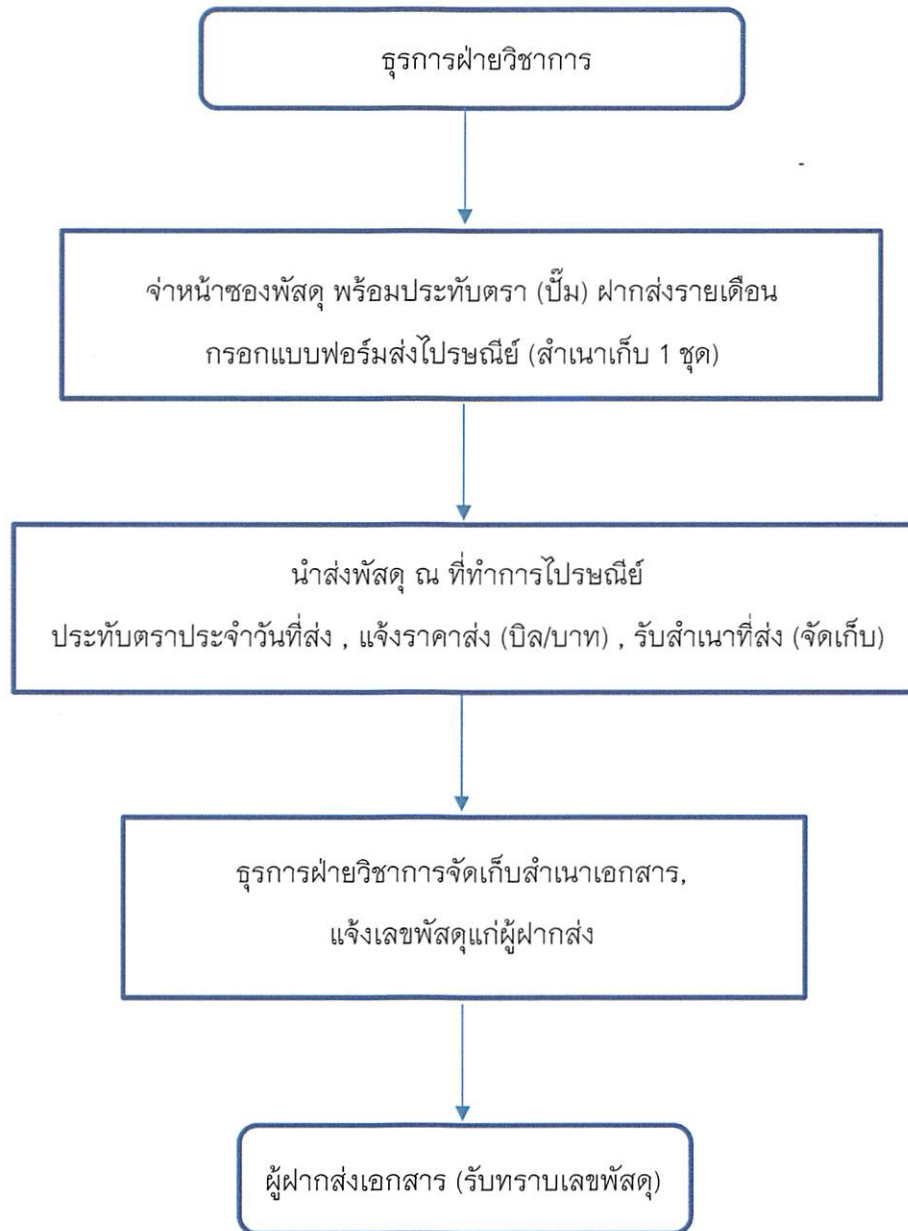 ธุรการฝ่ายวิชาการ
จ่าหน้าซองพัสดุ พร้อมประทับตรา (ปั๊ม) ฝากส่งรายเดือน
กรอกแบบฟอร์มส่งไปรษณีย์ (สำเนาเก็บ 1 ชุด)
นำส่งพัสดุ ณ ที่ทำการไปรษณีย์
ประทับตราประจำวันที่ส่ง , แจ้งราคาส่ง (บิล/บาท) , รับสำเนาที่ส่ง (จัดเก็บ)
ธุรการฝ่ายวิชาการจัดเก็บสำเนาเอกสาร,
แจ้งเลขพัสดุแก่ผู้ฝากส่ง
ผู้ฝากส่งเอกสาร (รับทราบเลขพัสดุ)